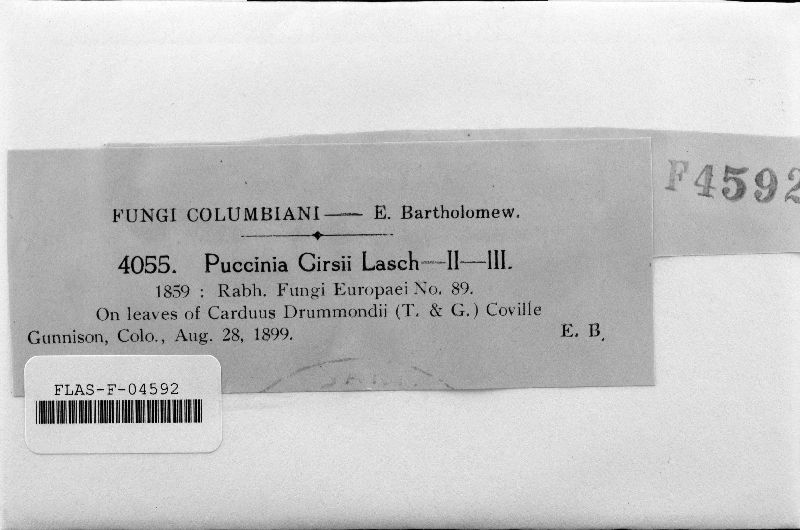 F4592
FUNGI COLUMBIANI — E. Bartholomew.
4055. Puccinia Cirsii Lasch—II—III.
1859 : Rabh. Fungi Europaei No. 89.
On leaves of Carduus Drummondii (T. & G.) Coville
Gunnison, Colo., Aug. 28, 1899. E. B.
FLAS-F-04592